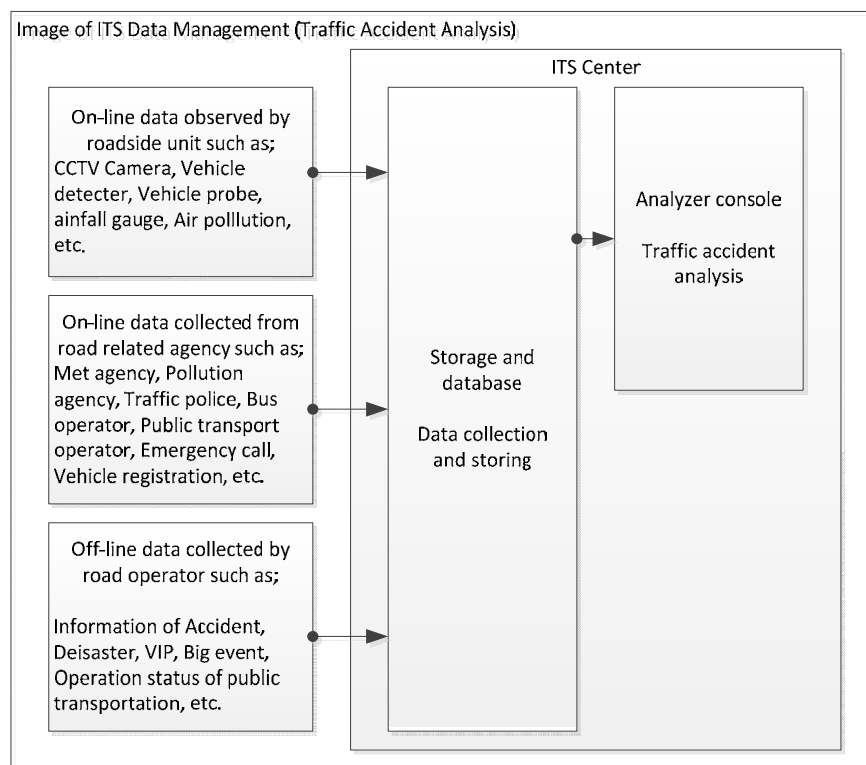 Image of ITS Data Management (Traffic Accident Analysis)
ITS Center
On-line data observed by
roadside unit such as;
CCTV Camera, Vehicle
detecter, Vehicle probe,
ainfall gauge, Air polllution,
etc.
On-line data collected from
road related agency such as;
Met agency, Pollution
agency, Traffic police, Bus
operator, Public transport
operator, Emergency call,
Vehicle registration, etc.
Off-line data collected by
road operator such as;
Information of Accident,
Deisaster, VIP, Big event,
Operation status of public
transportation, etc.
Storage and
database
Data collection
and storing
Analyzer console
Traffic accident
analysis